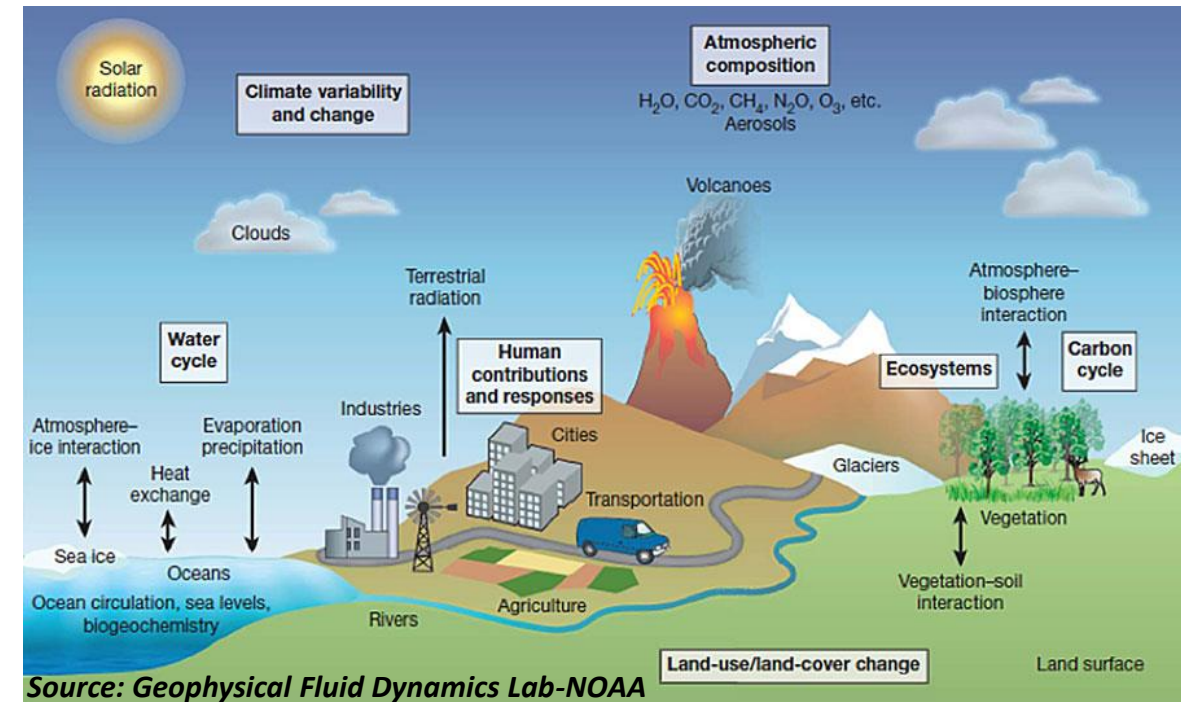 Solar
radiation
Climate variability
and change
Atmospheric
composition
H₂O, CO₂, CH₄, N₂O, O₃, etc.
Aerosols
Volcanoes
Clouds
Terrestrial
radiation
Atmosphere–
biosphere
interaction
Water
cycle
Human
contributions
and responses
Ecosystems
Carbon
cycle
Industries
Atmosphere–
ice interaction
Evaporation
precipitation
Heat
exchange
Cities
Transportation
Glaciers
Ice
sheet
Vegetation
Sea ice
Oceans
Ocean circulation, sea levels,
biogeochemistry
Rivers
Agriculture
Vegetation–soil
interaction
Land-use/land-cover change
Land surface
Source: Geophysical Fluid Dynamics Lab-NOAA